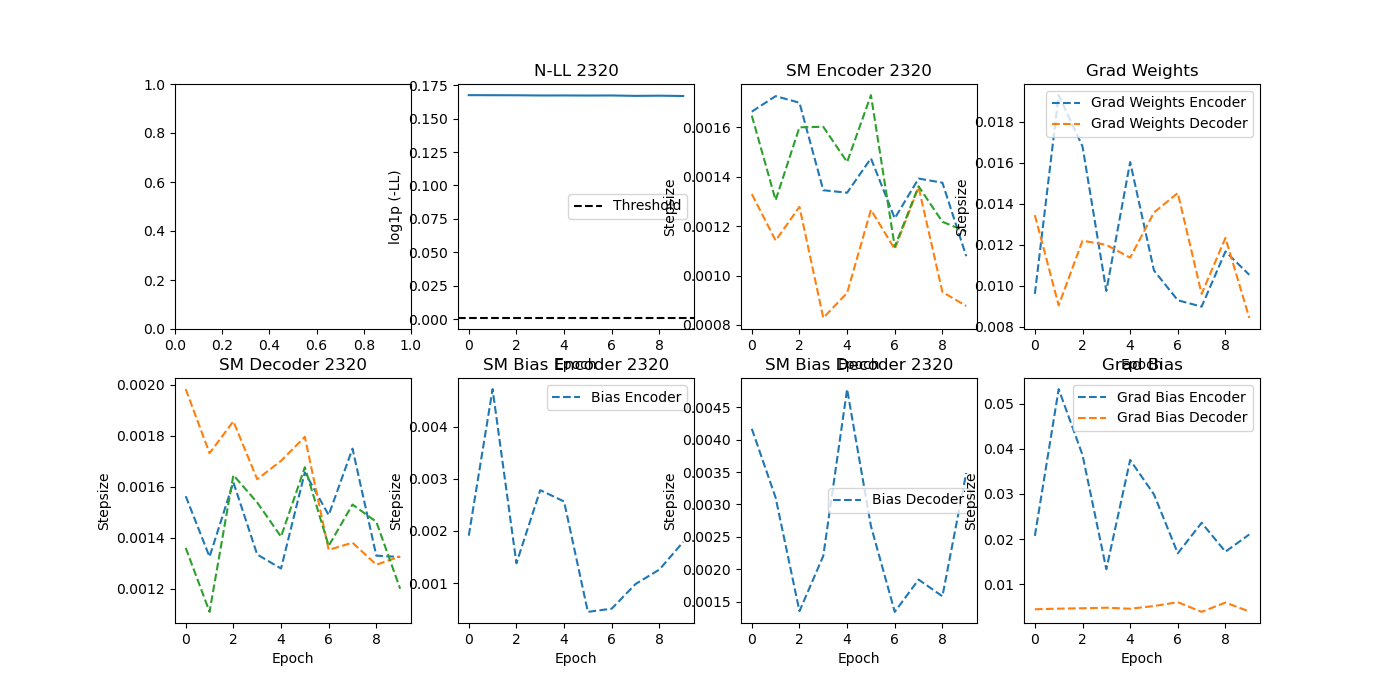 N-LL 2320
SM Encoder 2320
Grad Weights
1.0
0.8
0.6
0.4
0.2
0.0
0.0 0.2 0.4 0.6 0.8 1.0
log1p (-LL)
0.175
0.150
0.125
0.100
0.075
0.050
0.025
0.000
Threshold
0 2 4 6 8
Epoch
Stepsize
0.0016
0.0014
0.0012
0.0010
0.0008
0 2 4 6 8
Epoch
Stepsize
0.018
0.016
0.014
0.012
0.010
0.008
Grad Weights Encoder
Grad Weights Decoder
0 2 4 6 8
Epoch
SM Decoder 2320
SM Bias Encoder 2320
SM Bias Decoder 2320
Grad Bias
Stepsize
0.0020
0.0018
0.0016
0.0014
0.0012
0 2 4 6 8
Epoch
Stepsize
0.004
0.003
0.002
0.001
Bias Encoder
0 2 4 6 8
Epoch
Stepsize
0.0045
0.0040
0.0035
0.0030
0.0025
0.0020
0.0015
Bias Decoder
0 2 4 6 8
Epoch
Stepsize
0.05
0.04
0.03
0.02
0.01
Grad Bias Encoder
Grad Bias Decoder
0 2 4 6 8
Epoch